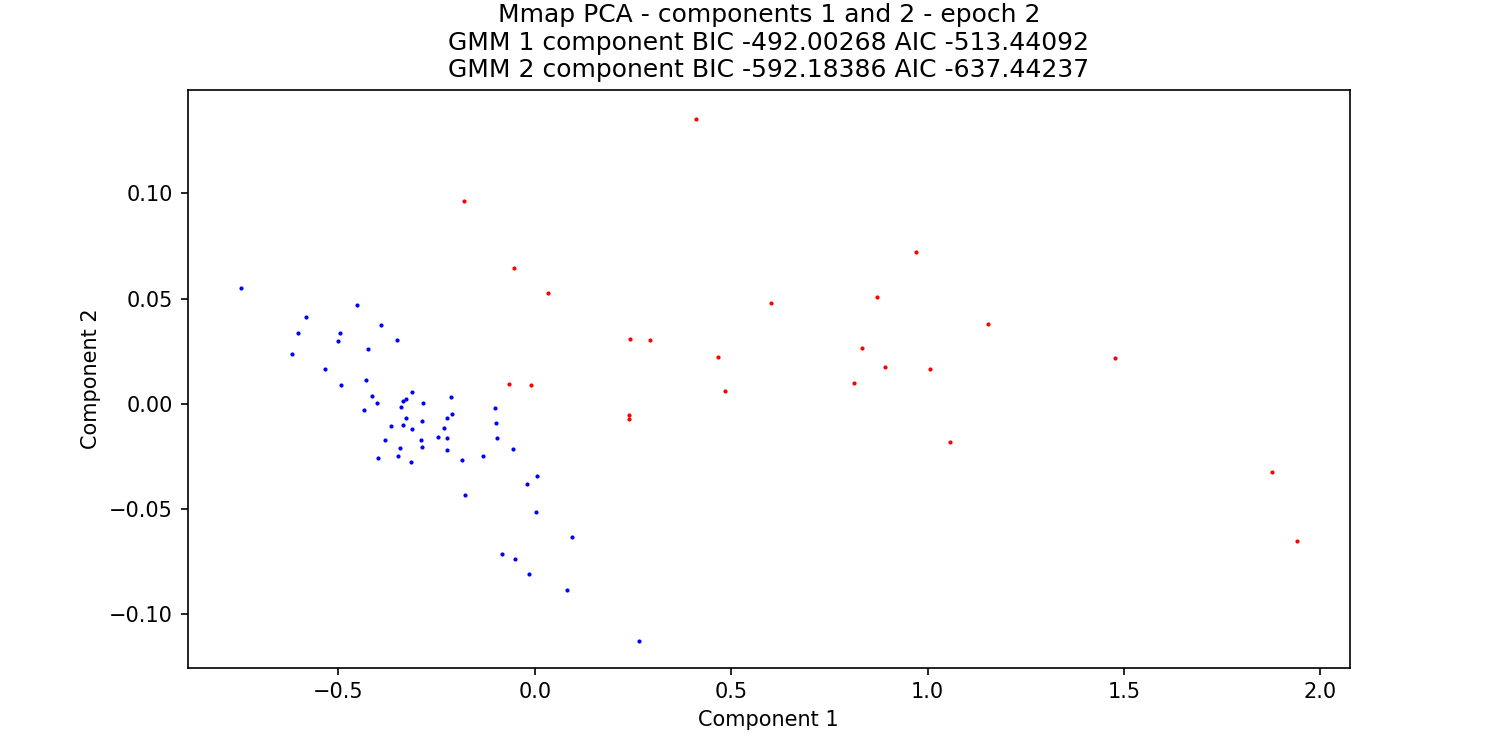 Mmap PCA - components 1 and 2 - epoch 2
GMM 1 component BIC -492.00268 AIC -513.44092
GMM 2 component BIC -592.18386 AIC -637.44237
0.10
0.05
0.00
−0.05
−0.10
Component 2
−0.5
0.0
0.5
1.0
1.5
2.0
Component 1